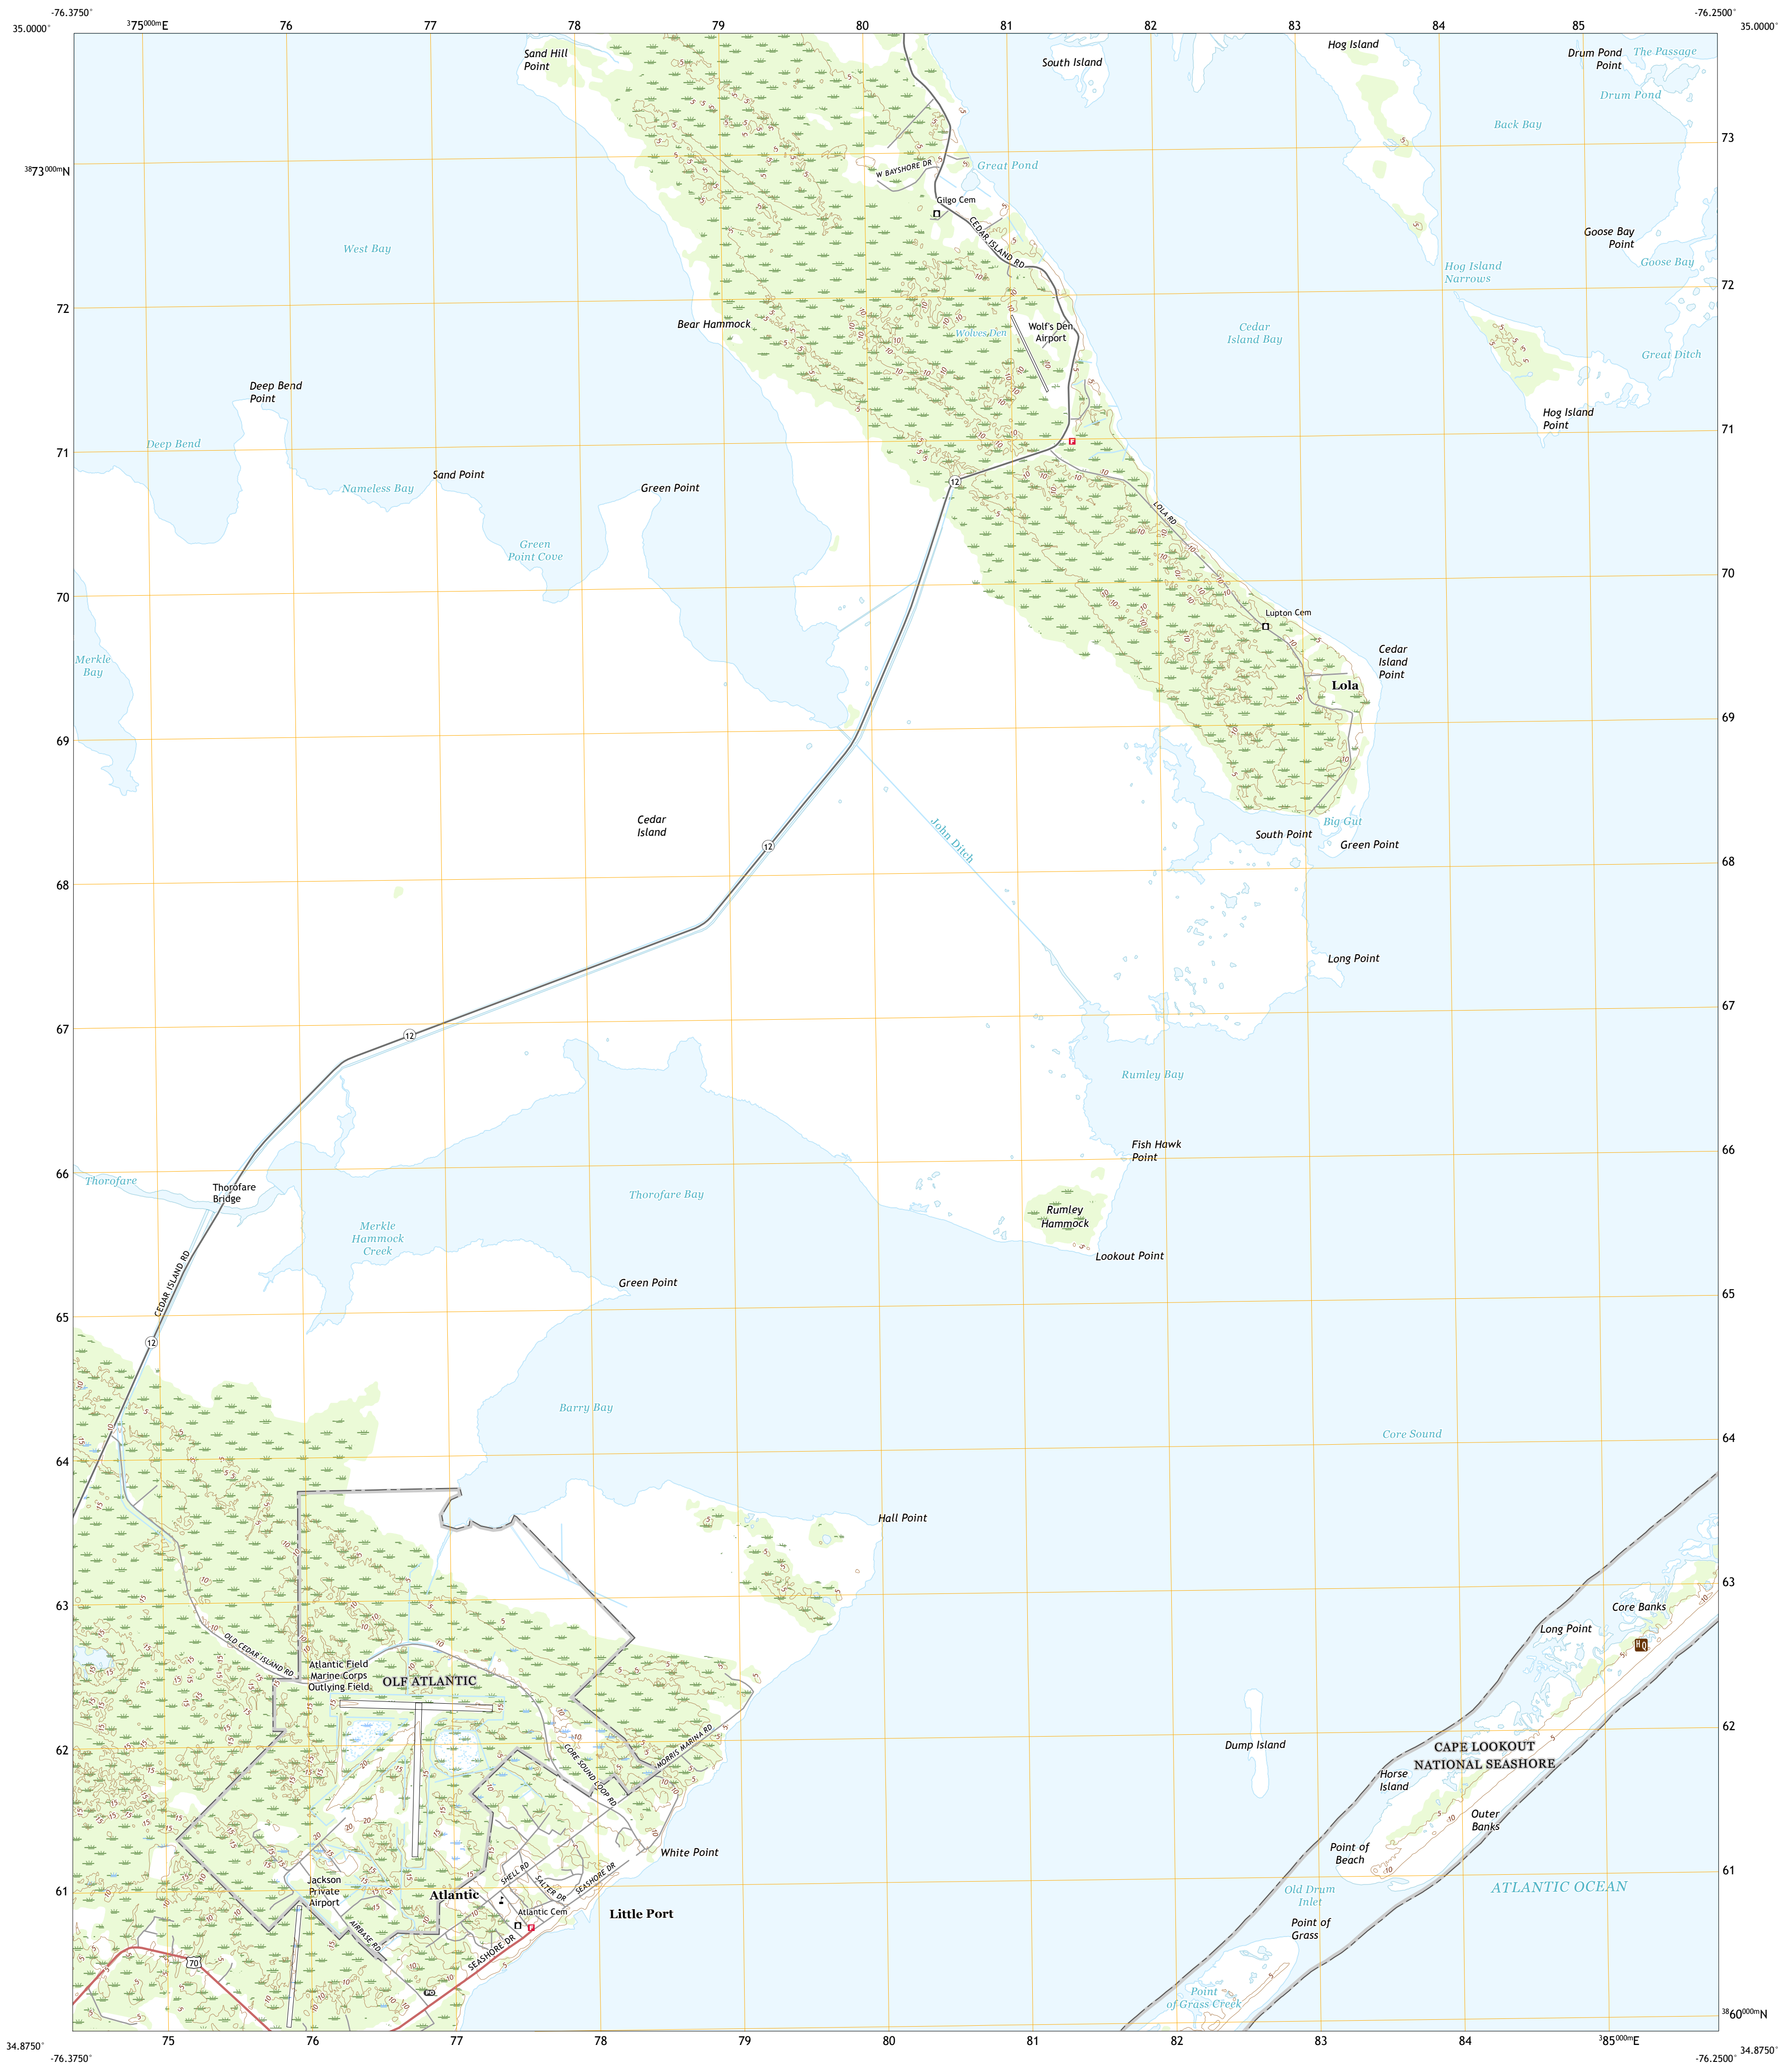 -76.3750°
35.0000°
³75⁰⁰⁰ᵐE
76
77
78
79
80
81
82
83
84
85
-76.2500°
35.0000°
Sand Hill
Point
South Island
Hog Island
Drum Pond
Point
The Passage
Drum Pond
Back Bay
73
³⁸73⁰⁰⁰ᵐN
W BAYSHORE DR
Great Pond
Gilgo Cem
CEDAR ISLAND RD
West Bay
Goose Bay
Point
Goose Bay
Hog Island
Narrows
72
72
Bear Hammock
Wolves Den
Wolf's Den
Airport
Cedar
Island Bay
Great Ditch
Deep Bend
Point
Hog Island
Point
Deep Bend
71
71
F
Sand Point
Nameless Bay
Green Point
12
LOLA RD
Green
Point Cove
70
70
Lupton Cem
Merkle
Bay
Cedar
Island
Point
Lola
69
69
Cedar
Island
12
John Ditch
Big Gut
South Point
Green Point
68
68
Long Point
67
67
12
Rumley Bay
Fish Hawk
Point
66
66
Thorofare
Thorofare
Bridge
Thorofare Bay
Merkle
Hammock
Creek
Rumley
Hammock
Lookout Point
Green Point
CEDAR ISLAND RD
65
65
12
Barry Bay
Core Sound
64
64
Hall Point
63
63
Core Banks
Long Point
HQ
OLD CEDAR ISLAND RD
Atlantic Field
Marine Corps
Outlying Field
OLF ATLANTIC
MORRIS MARINA RD
CORE SOUND LOOP RD
62
62
Dump Island
CAPE LOOKOUT
NATIONAL SEASHORE
Horse
Island
Outer
Banks
White Point
Point of
Beach
SHELL RD
SALTER DR
SEASHORE DR
Jackson
Private
Airport
Atlantic
Atlantic Cem
F
Little Port
61
61
Old Drum
Inlet
ATLANTIC OCEAN
Point of
Grass
AIRBASE RD
SEASHORE DR
70
PO
Point
of Grass Creek
³⁸60⁰⁰⁰ᵐN
34.8750°
-76.3750°
75
76
77
78
79
80
81
82
83
84
³85⁰⁰⁰ᵐE
34.8750°
-76.2500°